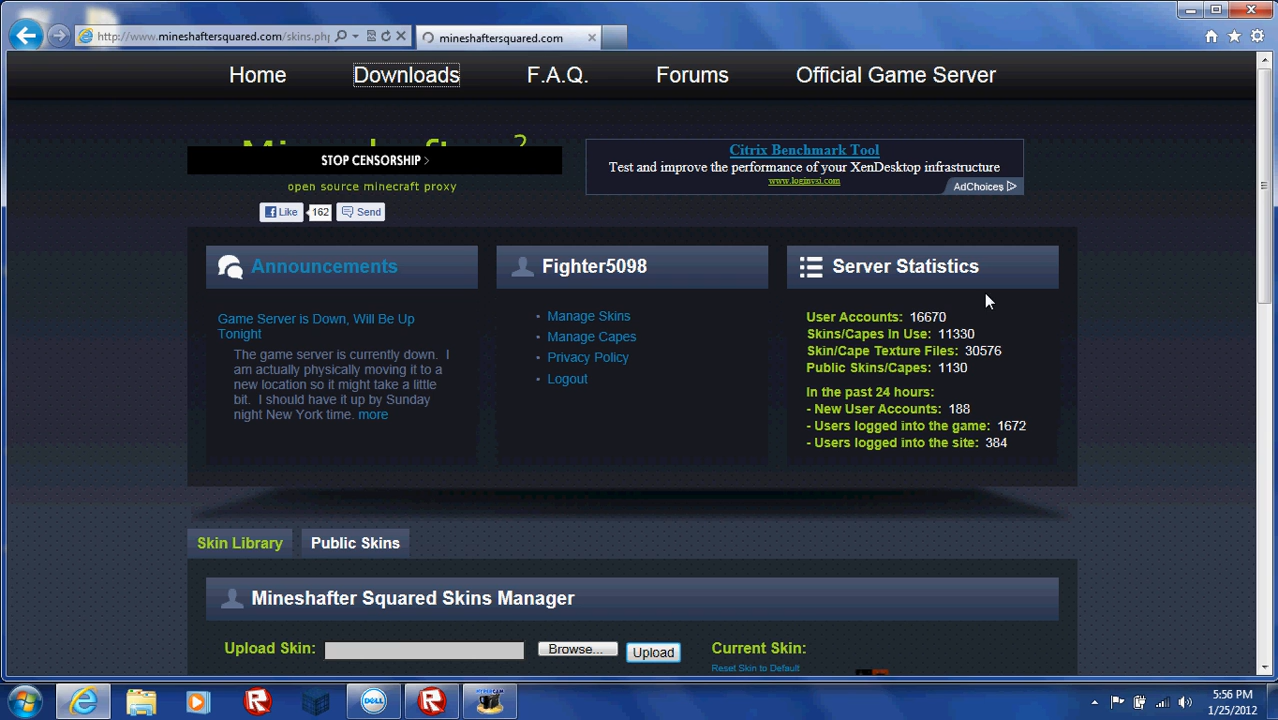 http://www.mineshaftersquared.com/skins.php
mineshaftersquared.com
Home
Downloads
F.A.Q.
Forums
Official Game Server
2
STOP CENSORSHIP >
open source minecraft proxy
Like
162
Send
Citrix Benchmark Tool
Test and improve the performance of your XenDesktop infrastructure
www.loginvsi.com
AdChoices
Announcements
Game Server is Down, Will Be Up
Tonight
The game server is currently down. I
am actually physically moving it to a
new location so it might take a little
bit. I should have it up by Sunday
night New York time. more
Fighter5098
Manage Skins
Manage Capes
Privacy Policy
Logout
Server Statistics
User Accounts: 16670
Skins/Capes In Use: 11330
Skin/Cape Texture Files: 30576
Public Skins/Capes: 1130
In the past 24 hours:
- New User Accounts: 188
- Users logged into the game: 1672
- Users logged into the site: 384
Skin Library
Public Skins
Mineshafter Squared Skins Manager
Upload Skin:
Browse...
Upload
Current Skin:
Reset Skin to Default
DELL
HYPERCAM
5:56 PM
1/25/2012